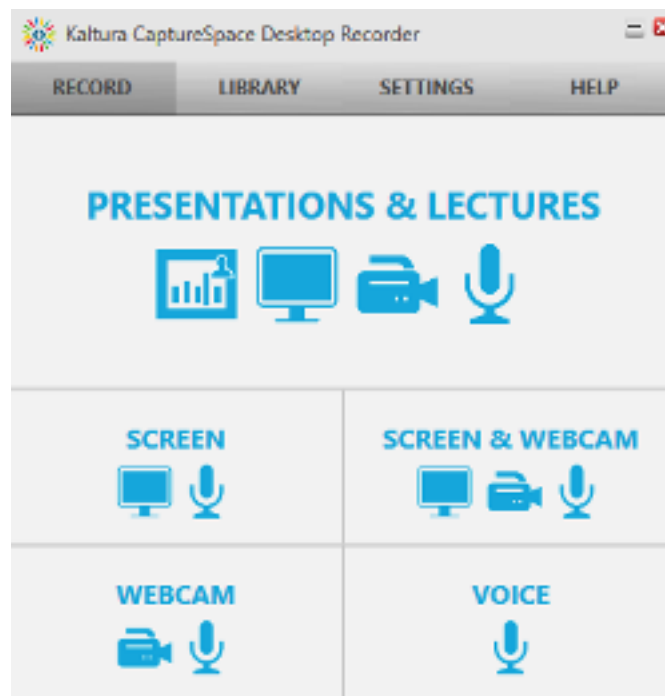 Kaltura CaptureSpace Desktop Recorder
RECORD LIBRARY SETTINGS HELP
PRESENTATIONS & LECTURES
SCREEN SCREEN & WEBCAM
WEBCAM VOICE